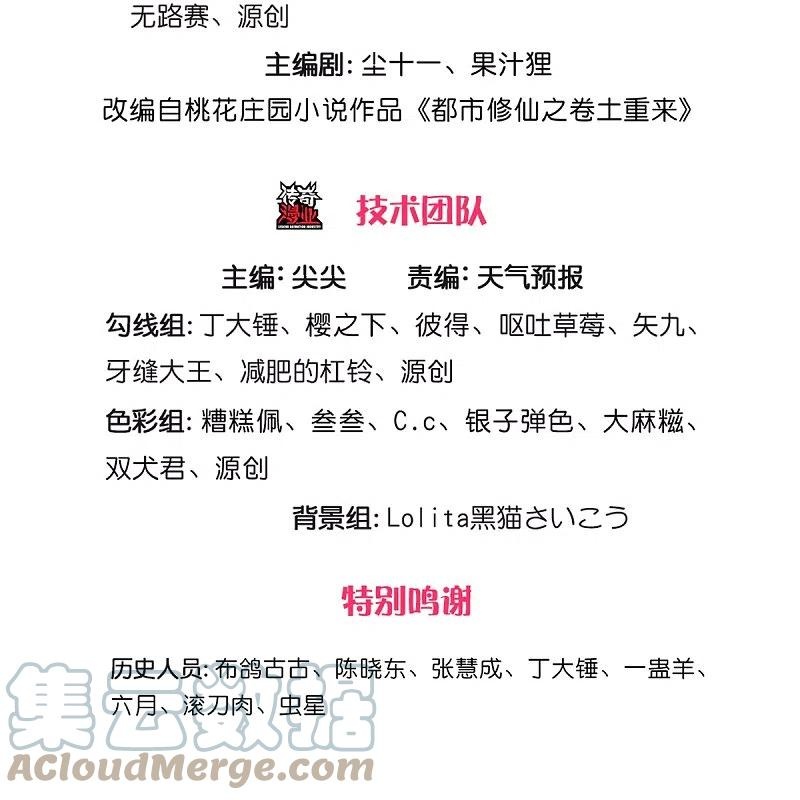 无路赛、源创
主编剧: 尘十一、果汁狸
改编自桃花庄园小说作品《都市修仙之卷土重来》
传奇漫业
LEGEND ANIMATION INDUSTRY
技术团队
主编: 尖尖 责编: 天气预报
勾线组: 丁大锤、樱之下、彼得、呕吐草莓、矢九、
牙缝大王、减肥的杠铃、源创
色彩组: 糟糕佩、叁叁、C.c、银子弹色、大麻糍、
双犬君、源创
背景组: Lolita黑猫さいこう
特别鸣谢
历史人员: 布鸽古古、陈晓东、张慧成、丁大锤、一蛊羊、
六月、滚刀肉、虫星
集云数据
ACloudMerge.com